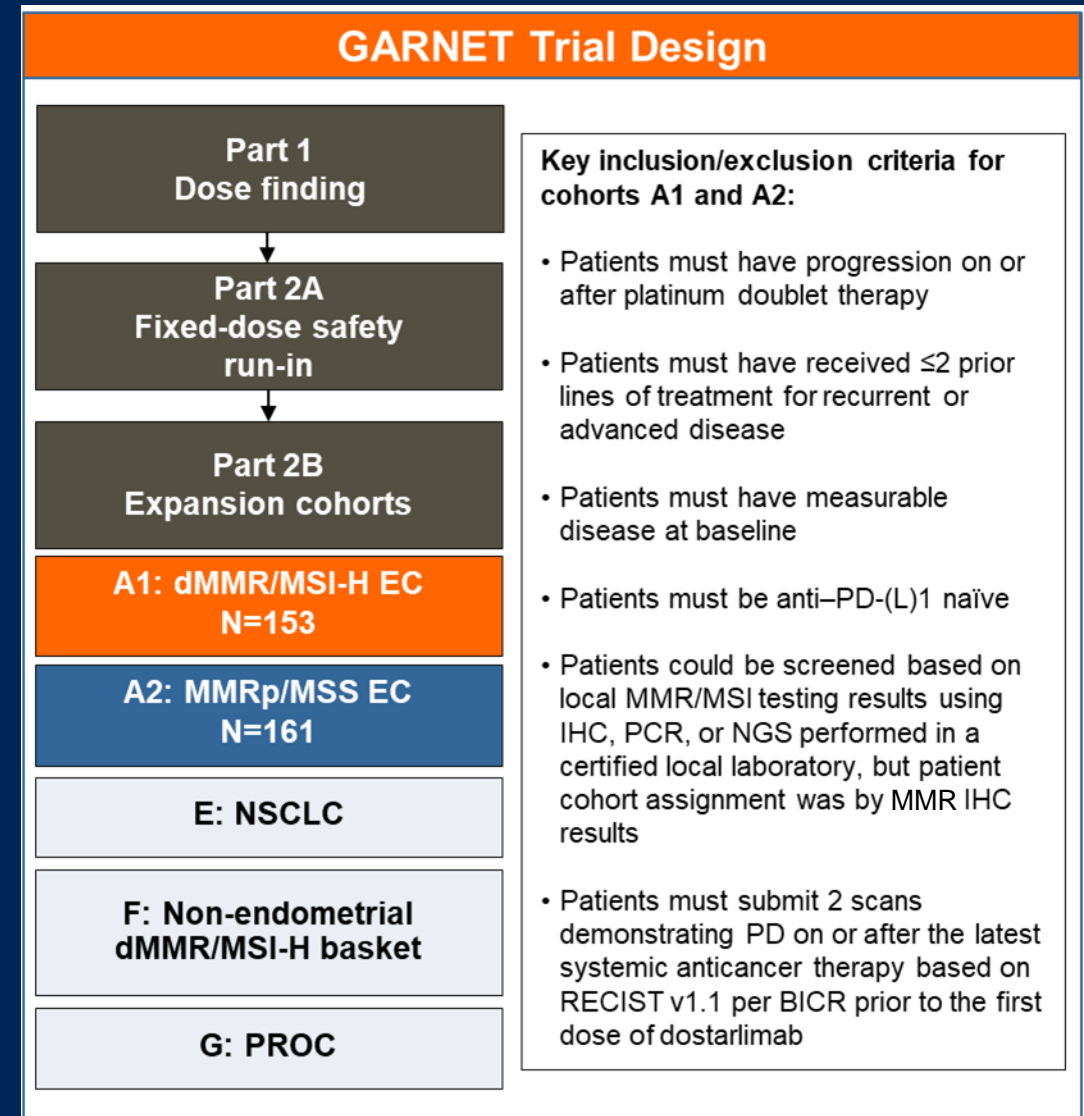 GARNET Trial Design
Part 1
Dose finding
Part 2A
Fixed-dose safety
run-in
Part 2B
Expansion cohorts
A1: dMMR/MSI-H EC
N=153
A2: MMRp/MSS EC
N=161
E: NSCLC
F: Non-endometrial
dMMR/MSI-H basket
G: PROC
Key inclusion/exclusion criteria for
cohorts A1 and A2:
• Patients must have progression on or
after platinum doublet therapy
• Patients must have received ≤2 prior
lines of treatment for recurrent or
advanced disease
• Patients must have measurable
disease at baseline
• Patients must be anti–PD-(L)1 naïve
• Patients could be screened based on
local MMR/MSI testing results using
IHC, PCR, or NGS performed in a
certified local laboratory, but patient
cohort assignment was by MMR IHC
results
• Patients must submit 2 scans
demonstrating PD on or after the latest
systemic anticancer therapy based on
RECIST v1.1 per BICR prior to the first
dose of dostarlimab